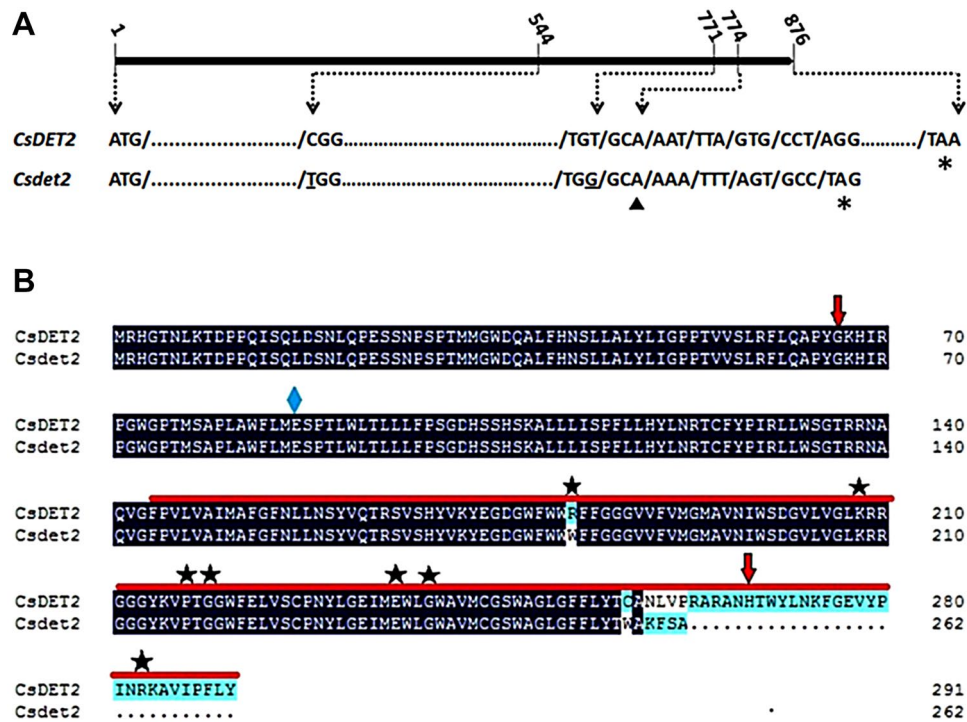 A
1
544
771
774
876
CsDET2 ATG/........................../CGG....................................../TGT/GCA/AAT/TTA/GTG/CCT/AGG........../TAA
*
Csdet2 ATG/........................../TGG....................................../TGG/GCA/AAA/TTT/AGT/GCC/TAG
*
B
CsDET2 MRHGTNLKTDPPQISQLDSNLQPESSNPSPTMMGWDQALFHNSLLALYLIGPPTVVSLRFLQAPYGKHIR 70
Csdet2 MRHGTNLKTDPPQISQLDSNLQPESSNPSPTMMGWDQALFHNSLLALYLIGPPTVVSLRFLQAPYGKHIR 70
CsDET2 PGWGPTMSAPLAWFLMESPTLWLTLLLFPSGDHSSHSKALLLISPFLLHYLNRTCFYPIRLLWSGTRRNA 140
Csdet2 PGWGPTMSAPLAWFLMESPTLWLTLLLFPSGDHSSHSKALLLISPFLLHYLNRTCFYPIRLLWSGTRRNA 140
CsDET2 QVGFPVLVAIMAFGFNLLNSYVQTRSVSHYVKYEGDGWFWWRFFGGGVVFVMGMAVNIWSDGVLVGLKRR 210
Csdet2 QVGFPVLVAIMAFGFNLLNSYVQTRSVSHYVKYEGDGWFWWWFFGGGVVFVMGMAVNIWSDGVLVGLKRR 210
CsDET2 GGGYKVPTGGWFELVSCPNYLGEIMEWLGWAVMCGSWAGLGFFLYTCANLVPRARANHTWYLNKFGEVYP 280
Csdet2 GGGYKVPTGGWFELVSCPNYLGEIMEWLGWAVMCGSWAGLGFFLYTWAKFSA.................. 262
CsDET2 INRKAVIPFLY 291
Csdet2 ........... 262